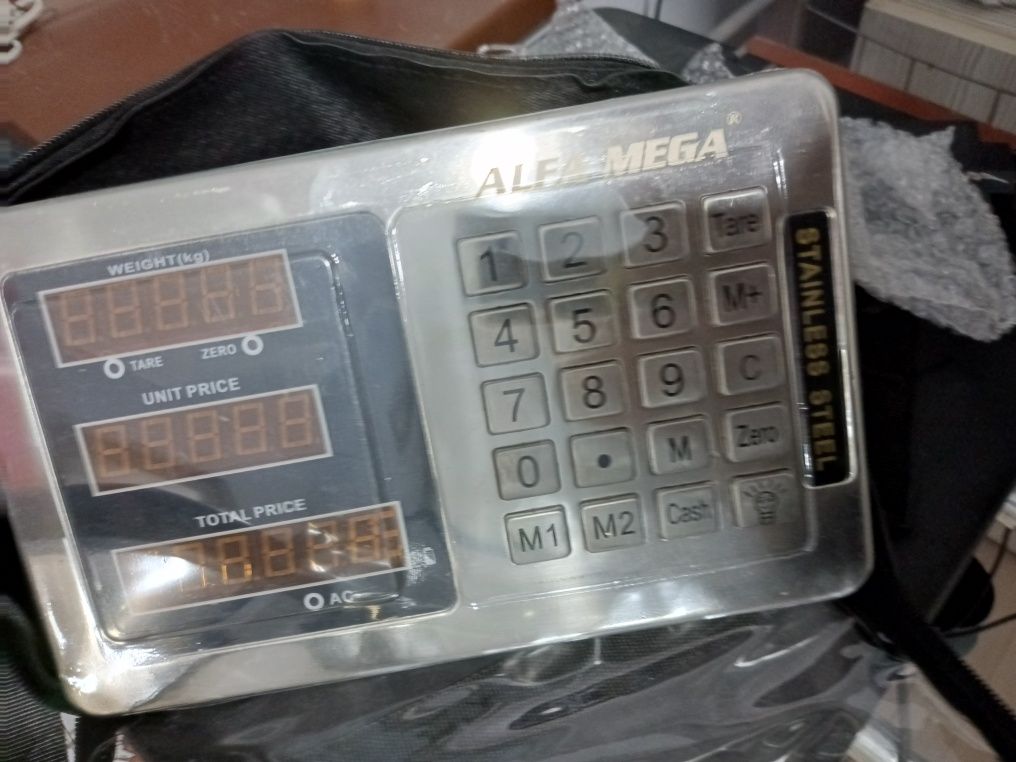 ALFA MEGA®
WEIGHT(kg)
TARE ZERO
UNIT PRICE
TOTAL PRICE
AC
1 2 3 Tare
4 5 6 M+
7 8 9 C
0 . M Zero
M1 M2 Cash
STAINLESS STEEL